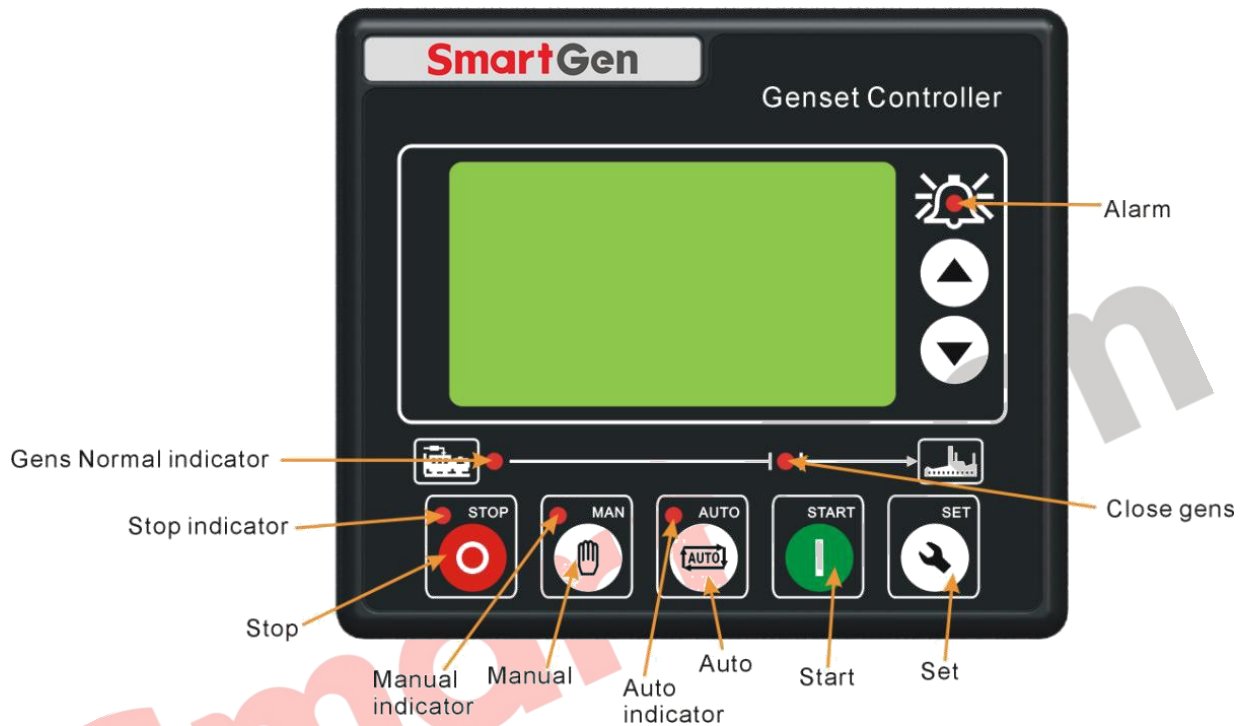 SmartGen
Genset Controller
Alarm
Gens Normal indicator
Close gens
Stop indicator
STOP
MAN
AUTO
START
SET
AUTO
Stop
Manual
indicator
Manual
Auto
indicator
Auto
Start
Set